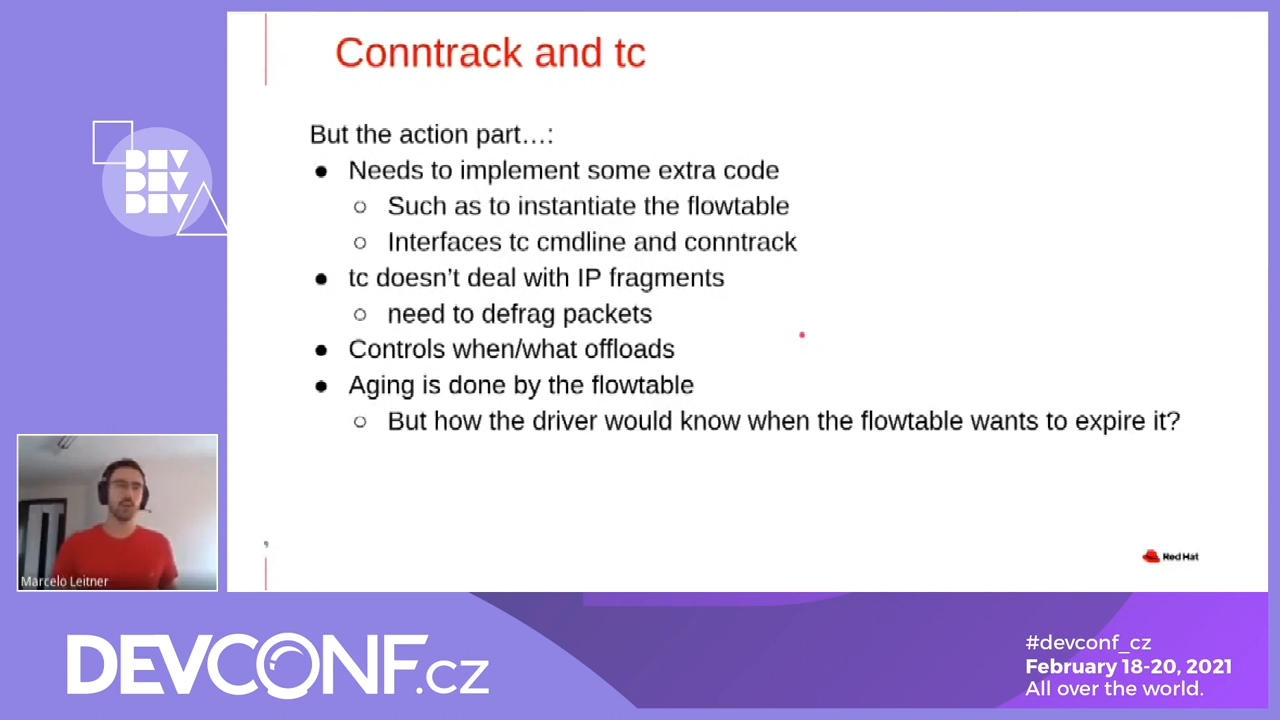 Conntrack and tc
But the action part…:
● Needs to implement some extra code
○ Such as to instantiate the flowtable
○ Interfaces tc cmdline and conntrack
● tc doesn’t deal with IP fragments
○ need to defrag packets
● Controls when/what offloads
● Aging is done by the flowtable
○ But how the driver would know when the flowtable wants to expire it?
Red Hat
DEV
DEV
DEV
Marcelo Leitner
DEVCONF.cz
#devconf_cz
February 18-20, 2021
All over the world.